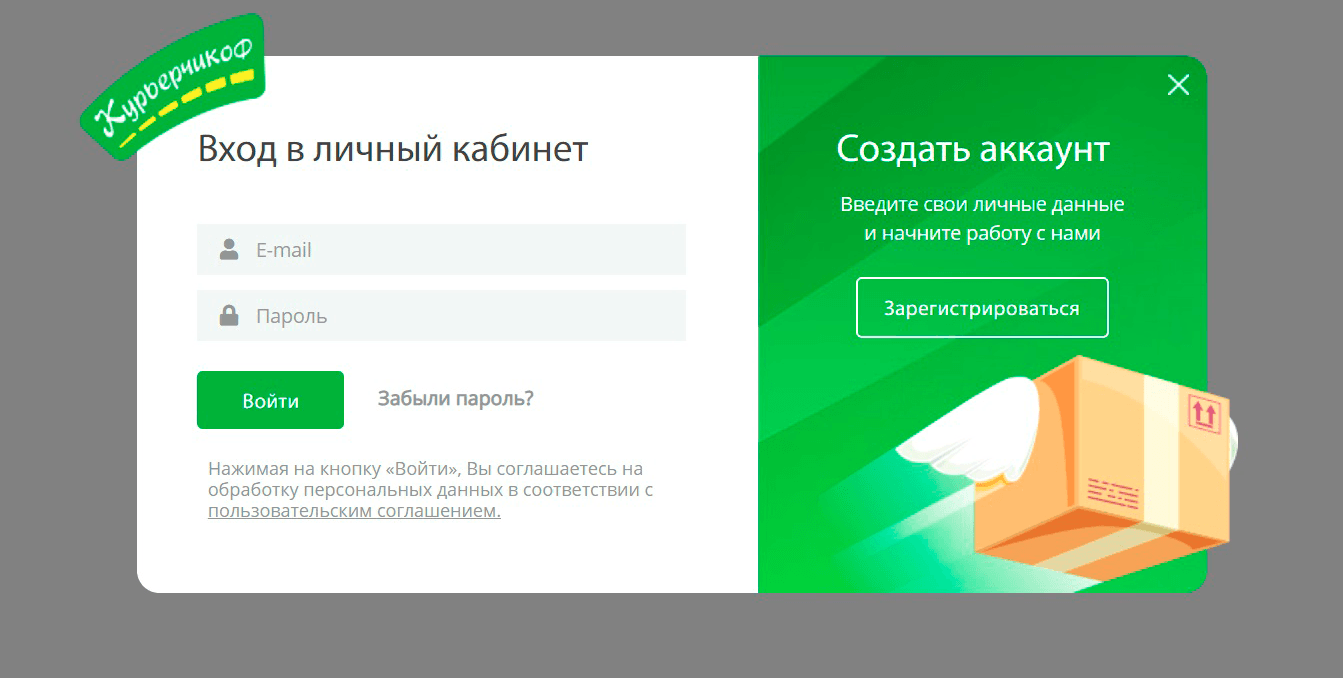 Курьерчикоф
Вход в личный кабинет
E-mail
Пароль
Войти
Забыли пароль?
Нажимая на кнопку «Войти», Вы соглашаетесь на
обработку персональных данных в соответствии с
пользовательским соглашением.
Создать аккаунт
Введите свои личные данные
и начните работу с нами
Зарегистрироваться